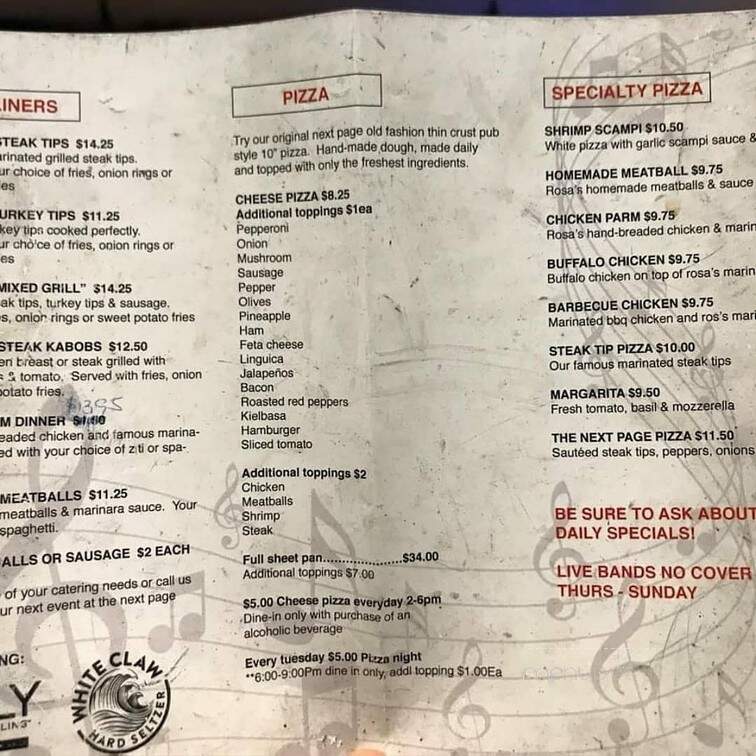 INERS
STEAK TIPS $14.25
rinated grilled steak tips.
ur choice of fries, onion rings or
es
URKEY TIPS $11.25
key tips cooked perfectly.
ur choice of fries, onion rings or
es
MIXED GRILL" $14.25
ak tips, turkey tips & sausage.
s, onion rings or sweet potato fries
STEAK KABOBS $12.50
en breast or steak grilled with
& tomato. Served with fries, onion
potato fries.
$13.95
M DINNER
eaded chicken and famous marina-
ed with your choice of ziti or spa-
MEATBALLS $11.25
meatballs & marinara sauce. Your
spaghetti.
ALLS OR SAUSAGE $2 EACH
of your catering needs or call us
ur next event at the next page
NG:
LY
LING
WHITE CLAW
HARD SELTZER
PIZZA
Try our original next page old fashion thin crust pub
style 10" pizza. Hand-made dough, made daily
and topped with only the freshest ingredients.
CHEESE PIZZA $8.25
Additional toppings $1ea
Pepperoni
Onion
Mushroom
Sausage
Pepper
Olives
Pineapple
Ham
Feta cheese
Linguica
Jalapeños
Bacon
Roasted red peppers
Kielbasa
Hamburger
Sliced tomato
Additional toppings $2
Chicken
Meatballs
Shrimp
Steak
Full sheet pan.....................$34.00
Additional toppings $7.00
$5.00 Cheese pizza everyday 2-6pm
Dine-in only with purchase of an
alcoholic beverage
Every tuesday $5.00 Pizza night
**6:00-9:00Pm dine in only, addl topping $1.00Ea
SPECIALTY PIZZA
SHRIMP SCAMPI $10.50
White pizza with garlic scampi sauce &
HOMEMADE MEATBALL $9.75
Rosa's homemade meatballs & sauce
CHICKEN PARM $9.75
Rosa's hand-breaded chicken & marin
BUFFALO CHICKEN $9.75
Buffalo chicken on top of rosa's marin
BARBECUE CHICKEN $9.75
Marinated bbq chicken and ros's mari
STEAK TIP PIZZA $10.00
Our famous marinated steak tips
MARGARITA $9.50
Fresh tomato, basil & mozzerella
THE NEXT PAGE PIZZA $11.50
Sautéed steak tips, peppers, onions
BE SURE TO ASK ABOUT
DAILY SPECIALS!
LIVE BANDS NO COVER
THURS - SUNDAY